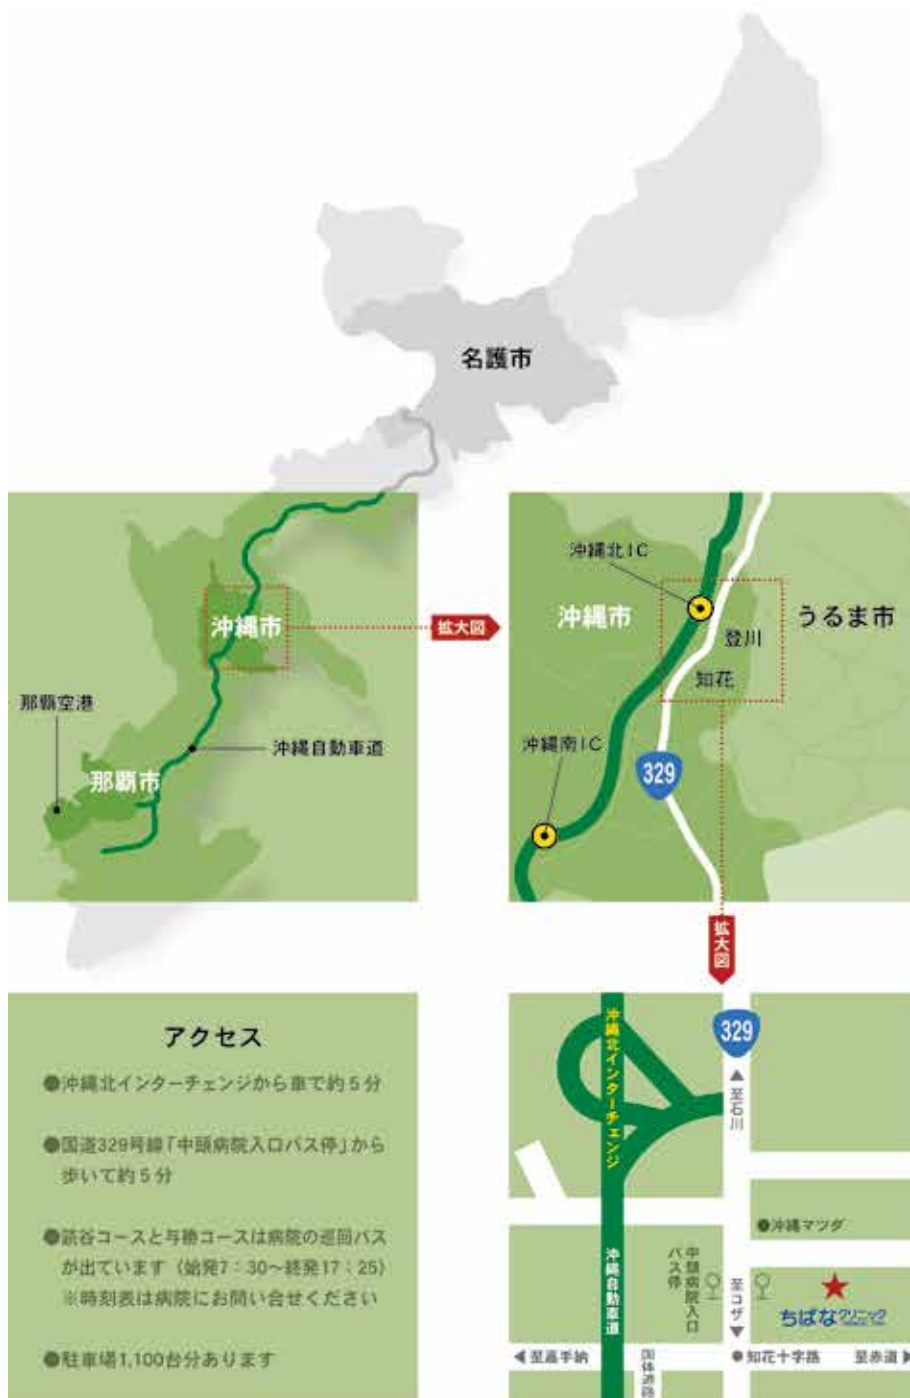 名護市
沖縄市
那覇空港
那覇市
沖縄自動車道
拡大図
沖縄北IC
沖縄市
うるま市
登川
知花
沖縄南IC
329
拡大図
アクセス
●沖縄北インターチェンジから車で約5分
●国道329号線「中頭病院入口バス停」から
歩いて約5分
●読谷コースと与勝コースは病院の巡回バス
が出ています（始発7：30～終発17：25）
※時刻表は病院にお問い合せください
●駐車場1,100台分あります
沖縄北インターチェンジ
329
▲至石川
●沖縄マツダ
沖縄自動車道
中頭病院入口
バス停
至コザ▼
★
ちばなクリニック
◀至嘉手納
国体道路
●知花十字路
至赤道▶